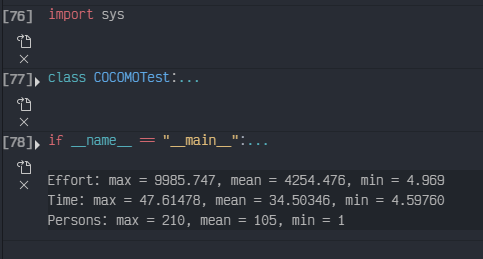 [76] import sys
[77] class COCOMOTest:...
[78] if __name__ == "__main__":...
Effort: max = 9985.747, mean = 4254.476, min = 4.969
Time: max = 47.61478, mean = 34.50346, min = 4.59760
Persons: max = 210, mean = 105, min = 1